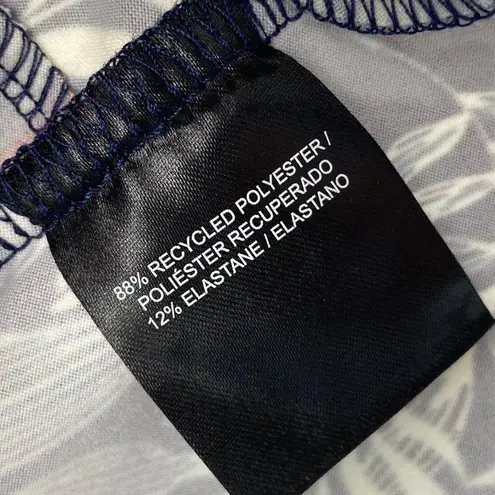 88% RECYCLED POLYESTER /
POLIÉSTER RECUPERADO
12% ELASTANE / ELASTANO